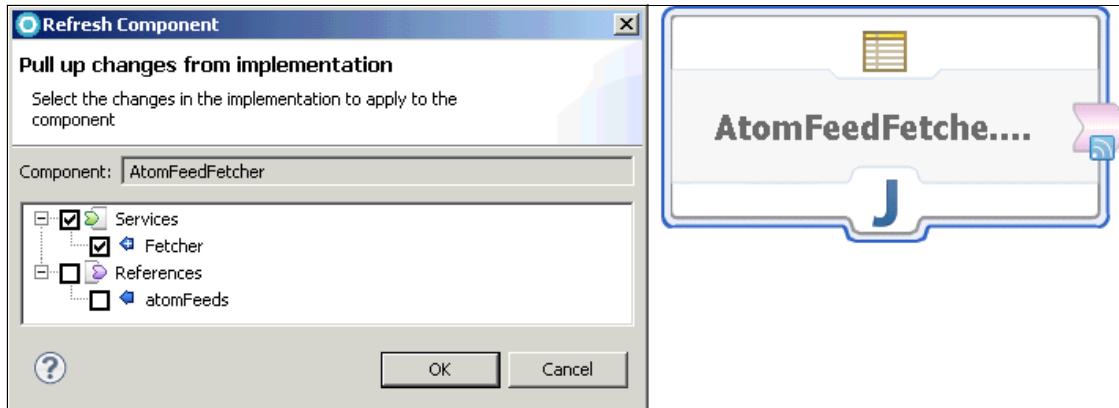 Refresh Component
Pull up changes from implementation
Select the changes in the implementation to apply to the
component
Component: AtomFeedFetcher
Services
Fetcher
References
atomFeeds
OK Cancel
AtomFeedFetche....
J